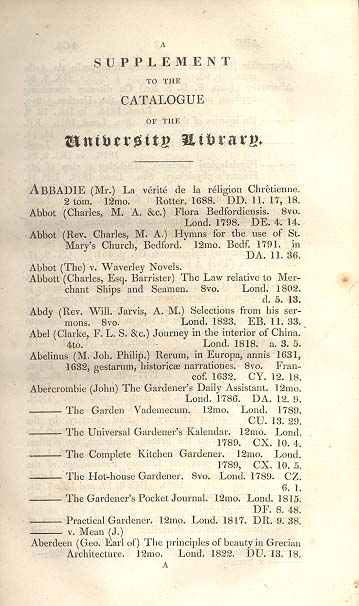 A
SUPPLEMENT
TO THE
CATALOGUE
OF THE
University Library.
ABBADIE (Mr.) La vérité de la réligion Chrêtienne.
2 tom. 12mo. Rotter. 1688. DD. 11. 17, 18.
Abbot (Charles, M. A. &c.) Flora Bedfordiensis. 8vo.
Lond. 1798. DE. 4. 14.
Abbot (Rev. Charles, M. A.) Hymns for the use of St.
Mary's Church, Bedford. 12mo. Bedf. 1791. in
DA. 11. 36.
Abbot (The) v. Waverley Novels.
Abbott (Charles, Esq. Barrister) The Law relative to Mer-
chant Ships and Seamen. 8vo. Lond. 1802.
d. 5. 13.
Abdy (Rev. Will. Jarvis, A. M.) Selections from his ser-
mons. 8vo. Lond. 1823. EB. 11. 33.
Abel (Clarke, F. L. S. &c.) Journey in the interior of China.
4to. Lond. 1818. a. 3. 5.
Abelinus (M. Joh. Philip.) Rerum, in Europa, annis 1631,
1632, gestarum, historicæ narrationes. 8vo. Fran-
cof. 1632. CY. 12. 18.
Abercrombie (John) The Gardener's Daily Assistant. 12mo.
Lond. 1786. DA. 12. 9.
——— The Garden Vademecum. 12mo. Lond. 1789.
CU. 13. 29.
——— The Universal Gardener's Kalendar. 12mo. Lond.
1789. CX. 10. 4.
——— The Complete Kitchen Gardener. 12mo. Lond.
1789, CX. 10. 5.
——— The Hot-house Gardener. 8vo. Lond. 1789. CZ.
6. 1.
——— The Gardener's Pocket Journal. 12mo. Lond. 1815.
DF. 8. 48.
——— Practical Gardener. 12mo. Lond. 1817. DR. 9. 38.
——— v. Mean (J.)
Aberdeen (Geo. Earl of) The principles of beauty in Grecian
Architecture. 12mo. Lond. 1822. DU. 13. 18.
A